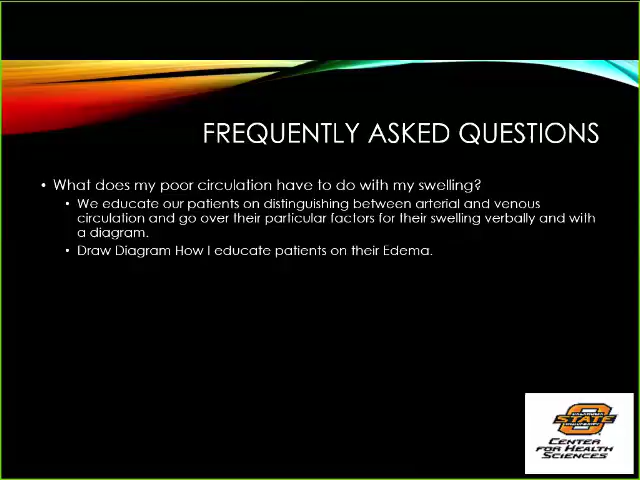 FREQUENTLY ASKED QUESTIONS
• What does my poor circulation have to do with my swelling?
• We educate our patients on distinguishing between arterial and venous
circulation and go over their particular factors for their swelling verbally and with
a diagram.
• Draw Diagram How I educate patients on their Edema.
STATE
CENTER
FOR HEALTH
SCIENCES